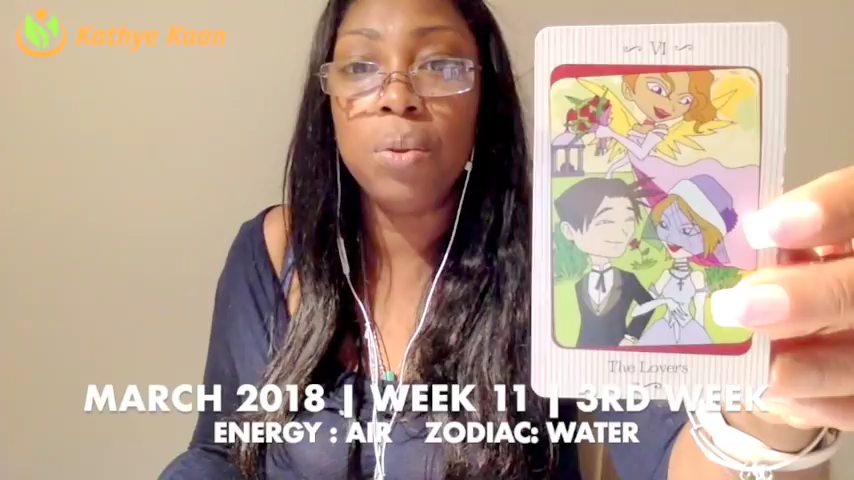 Kathye Kaan
VI
The Lovers
MARCH 2018 | WEEK 11 | 3RD WEEK
ENERGY : AIR ZODIAC: WATER